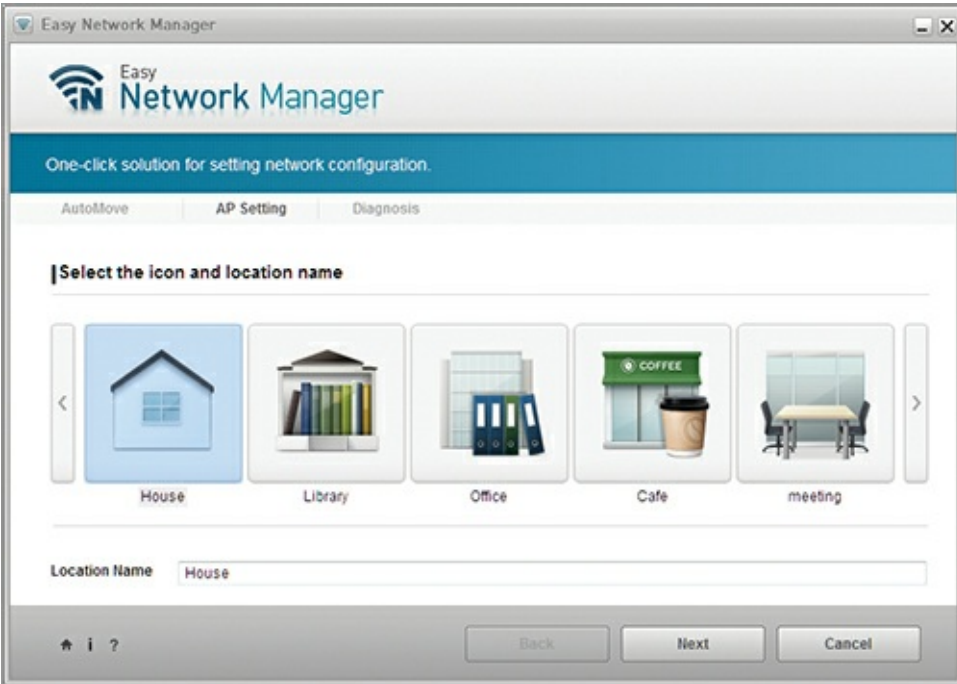 Easy Network Manager
Easy
Network Manager
One-click solution for setting network configuration.
AutoMove AP Setting Diagnosis
Select the icon and location name
COFFEE
House Library Office Cafe meeting
Location Name House
i ?
Back Next Cancel